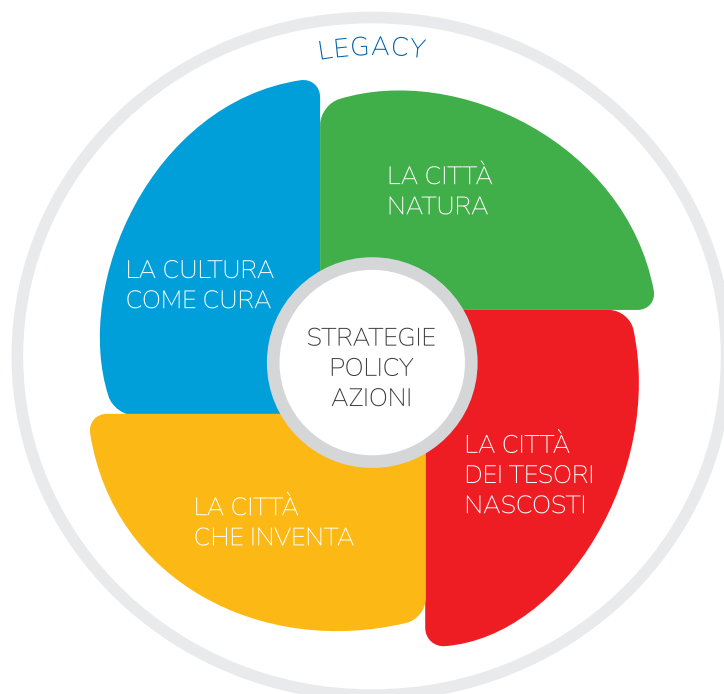 LEGACY
LA CITTÀ
NATURA
LA CULTURA
COME CURA
STRATEGIE
POLICY
AZIONI
LA CITTÀ
DEI TESORI
NASCOSTI
LA CITTÀ
CHE INVENTA